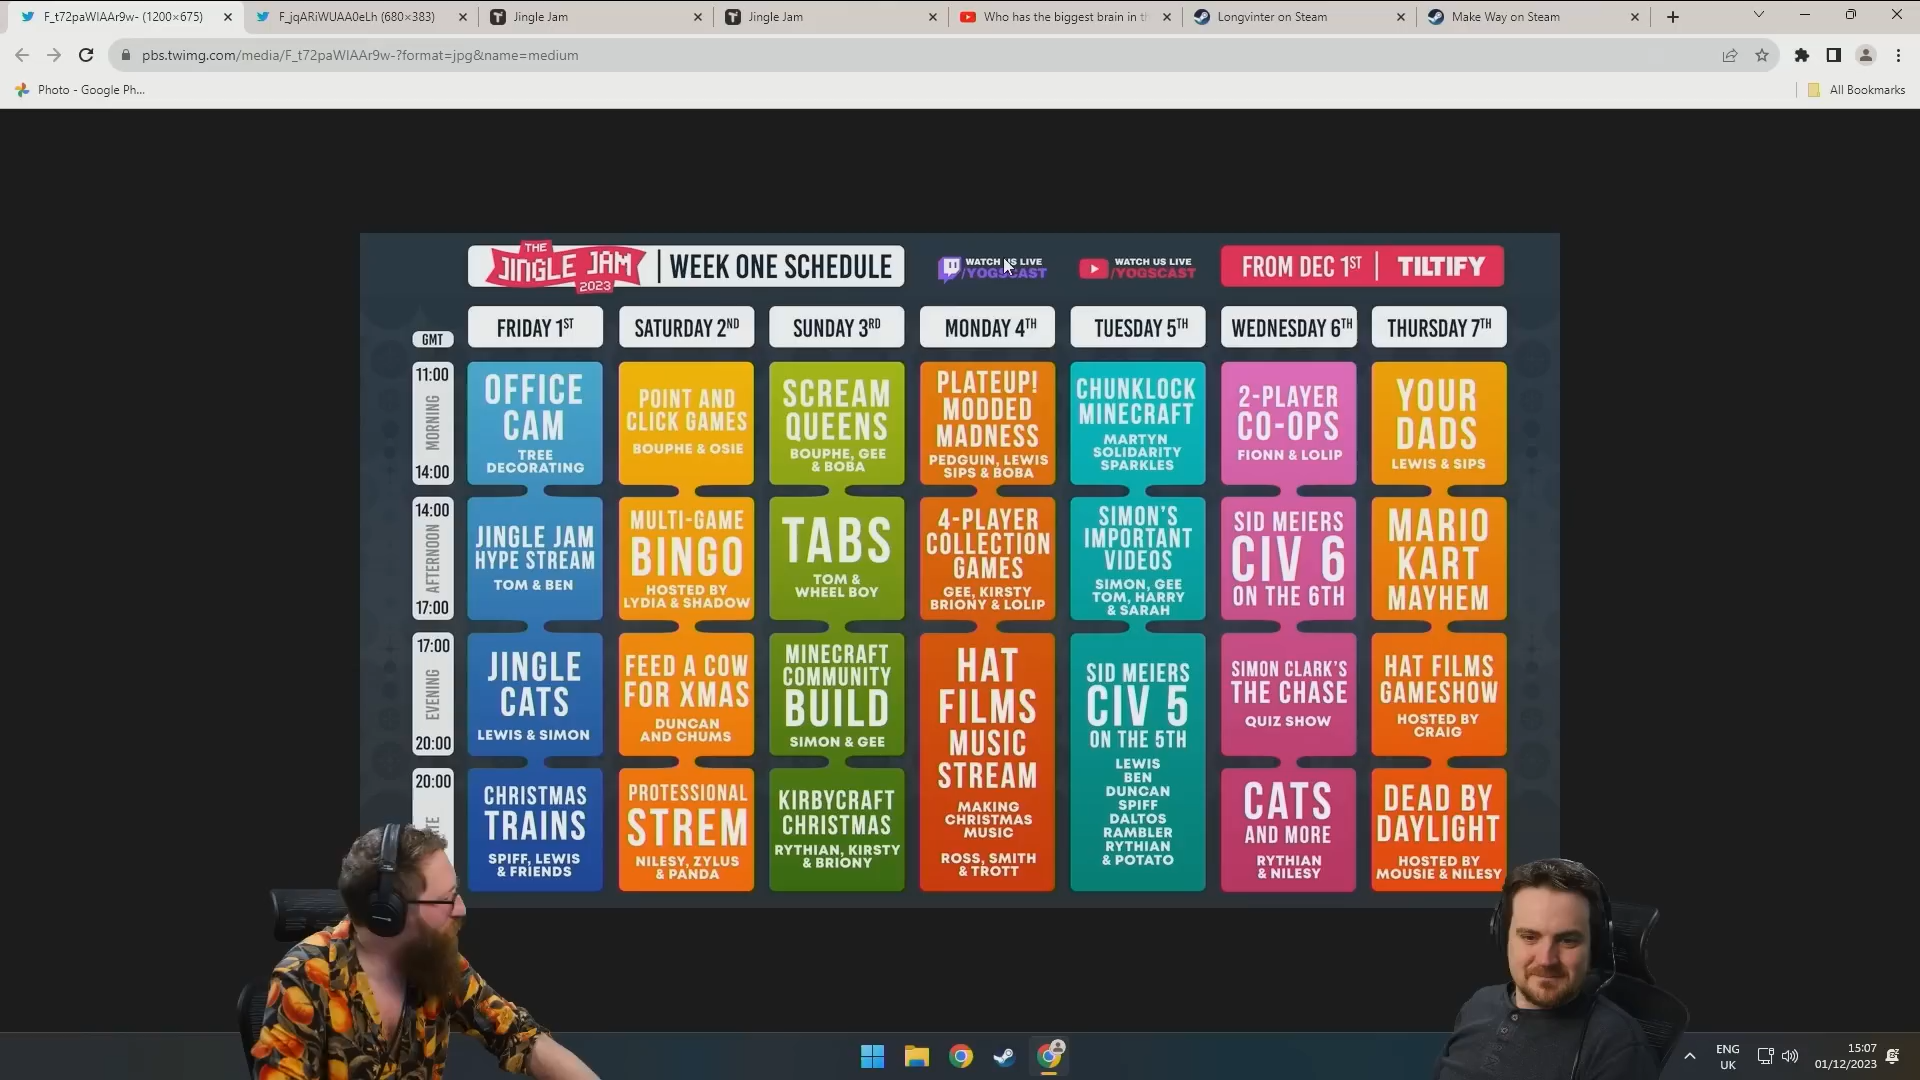 F_t72paWIAAr9w- (1200×675)
F_jqARiWUAA0eLh (680×383)
Jingle Jam
Jingle Jam
Who has the biggest brain in th
Longvinter on Steam
Make Way on Steam
pbs.twimg.com/media/F_t72paWIAAr9w-?format=jpg&name=medium
Photo - Google Ph...
All Bookmarks
THE
JINGLE JAM
2023
WEEK ONE SCHEDULE
WATCH US LIVE
/YOGSCAST
WATCH US LIVE
/YOGSCAST
FROM DEC 1ST | TILTIFY
GMT
FRIDAY 1ST
SATURDAY 2ND
SUNDAY 3RD
MONDAY 4TH
TUESDAY 5TH
WEDNESDAY 6TH
THURSDAY 7TH
11:00
MORNING
14:00
OFFICE
CAM
TREE
DECORATING
POINT AND
CLICK GAMES
BOUPHE & OSIE
SCREAM
QUEENS
BOUPHE, GEE
& BOBA
PLATEUP!
MODDED
MADNESS
PEDGUIN, LEWIS
SIPS & BOBA
CHUNKLOCK
MINECRAFT
MARTYN
SOLIDARITY
SPARKLES
2-PLAYER
CO-OPS
FIONN & LOLIP
YOUR
DADS
LEWIS & SIPS
14:00
AFTERNOON
17:00
JINGLE JAM
HYPE STREAM
TOM & BEN
MULTI-GAME
BINGO
HOSTED BY
LYDIA & SHADOW
TABS
TOM &
WHEEL BOY
4-PLAYER
COLLECTION
GAMES
GEE, KIRSTY
BRIONY & LOLIP
SIMON'S
IMPORTANT
VIDEOS
SIMON, GEE
TOM, HARRY
& SARAH
SID MEIERS
CIV 6
ON THE 6TH
MARIO
KART
MAYHEM
17:00
EVENING
20:00
JINGLE
CATS
LEWIS & SIMON
FEED A COW
FOR XMAS
DUNCAN
AND CHUMS
MINECRAFT
COMMUNITY
BUILD
SIMON & GEE
HAT
FILMS
MUSIC
STREAM
MAKING
CHRISTMAS
MUSIC
ROSS, SMITH
& TROTT
SID MEIERS
CIV 5
ON THE 5TH
LEWIS
BEN
DUNCAN
SPIFF
DALTOS
RAMBLER
RYTHIAN
& POTATO
SIMON CLARK'S
THE CHASE
QUIZ SHOW
HAT FILMS
GAMESHOW
HOSTED BY
CRAIG
20:00
CHRISTMAS
TRAINS
SPIFF, LEWIS
& FRIENDS
PROTESSIONAL
STREM
NILESY, ZYLUS
& PANDA
KIRBYCRAFT
CHRISTMAS
RYTHIAN, KIRSTY
& BRIONY
CATS
AND MORE
RYTHIAN
& NILESY
DEAD BY
DAYLIGHT
HOSTED BY
MOUSIE & NILESY
ENG
UK
15:07
01/12/2023